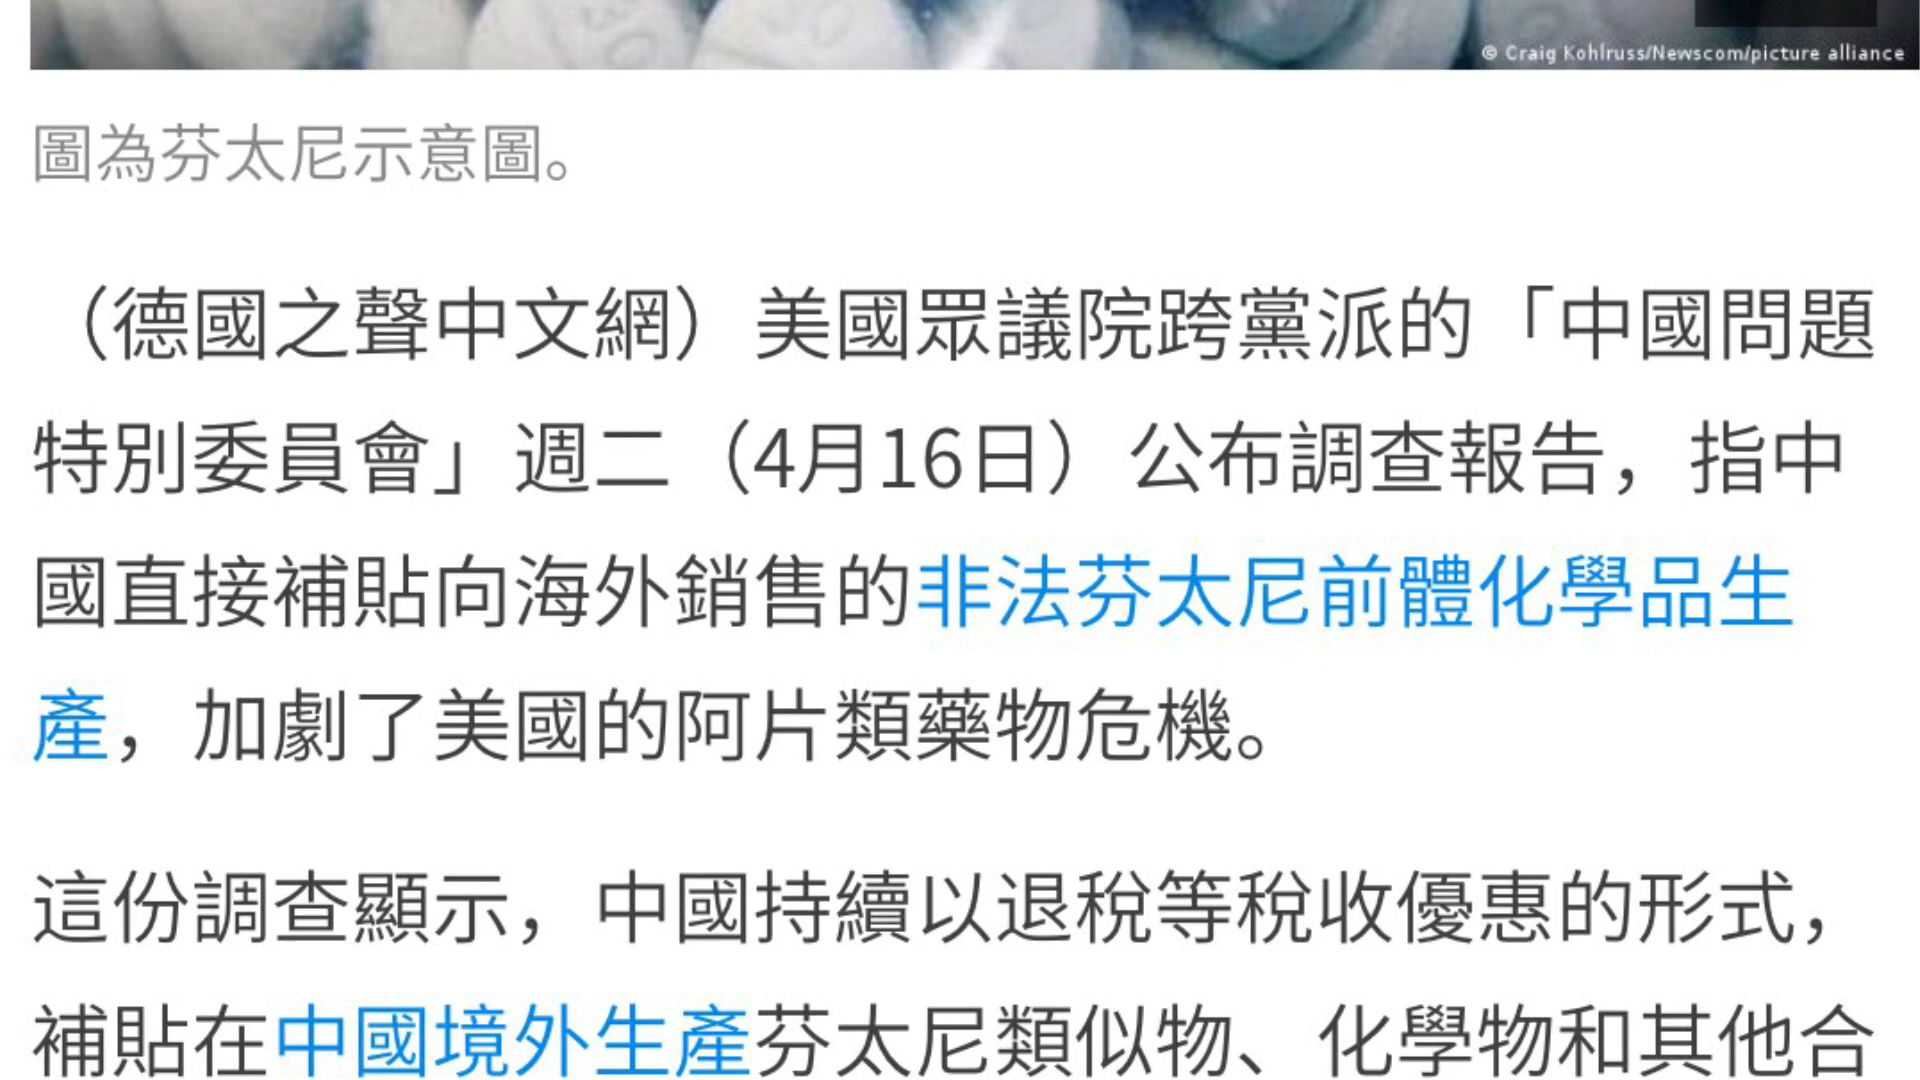 © Craig Kohlruss/Newscom/picture alliance
圖為芬太尼示意圖。
（德國之聲中文網）美國眾議院跨黨派的「中國問題
特別委員會」週二（4月16日）公布調查報告，指中
國直接補貼向海外銷售的非法芬太尼前體化學品生
產，加劇了美國的阿片類藥物危機。
這份調查顯示，中國持續以退稅等稅收優惠的形式，
補貼在中國境外生產芬太尼類似物、化學物和其他合